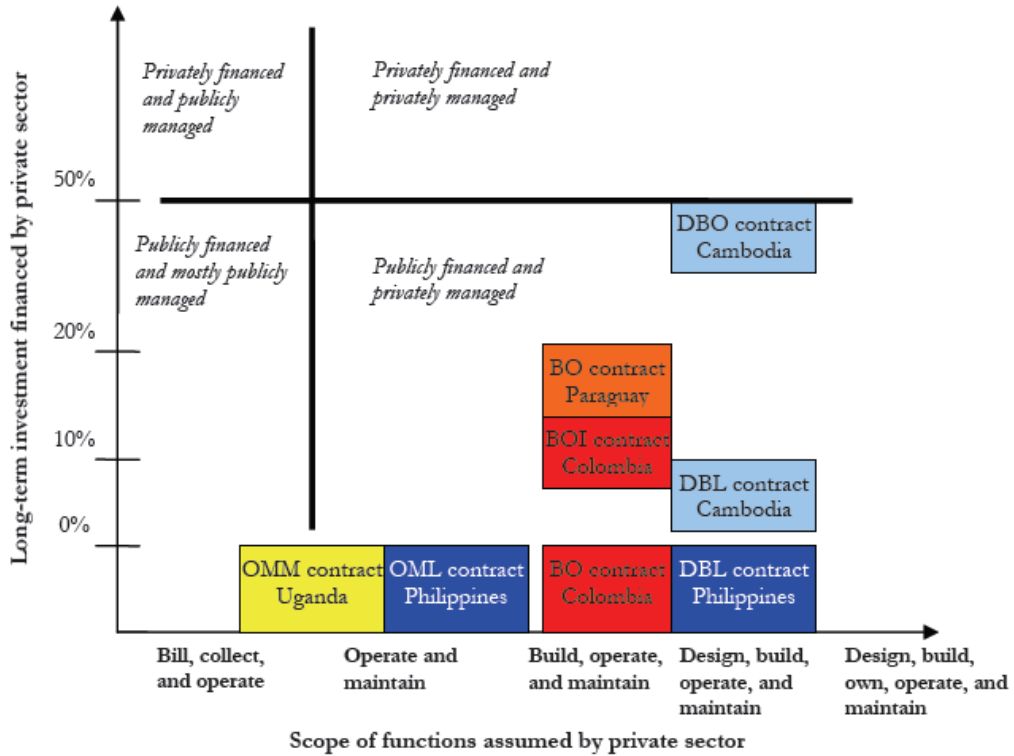 Long-term investment financed by private sector
Privately financed
and publicly
managed
Privately financed and
privately managed
50%
Publicly financed
and mostly publicly
managed
Publicly financed and
privately managed
DBO contract
Cambodia
20%
BO contract
Paraguay
10%
BOI contract
Colombia
DBL contract
Cambodia
0%
OMM contract
Uganda
OML contract
Philippines
BO contract
Colombia
DBL contract
Philippines
Bill, collect,
and operate
Operate and
maintain
Build, operate,
and maintain
Design, build,
operate, and
maintain
Design, build,
own, operate, and
maintain
Scope of functions assumed by private sector